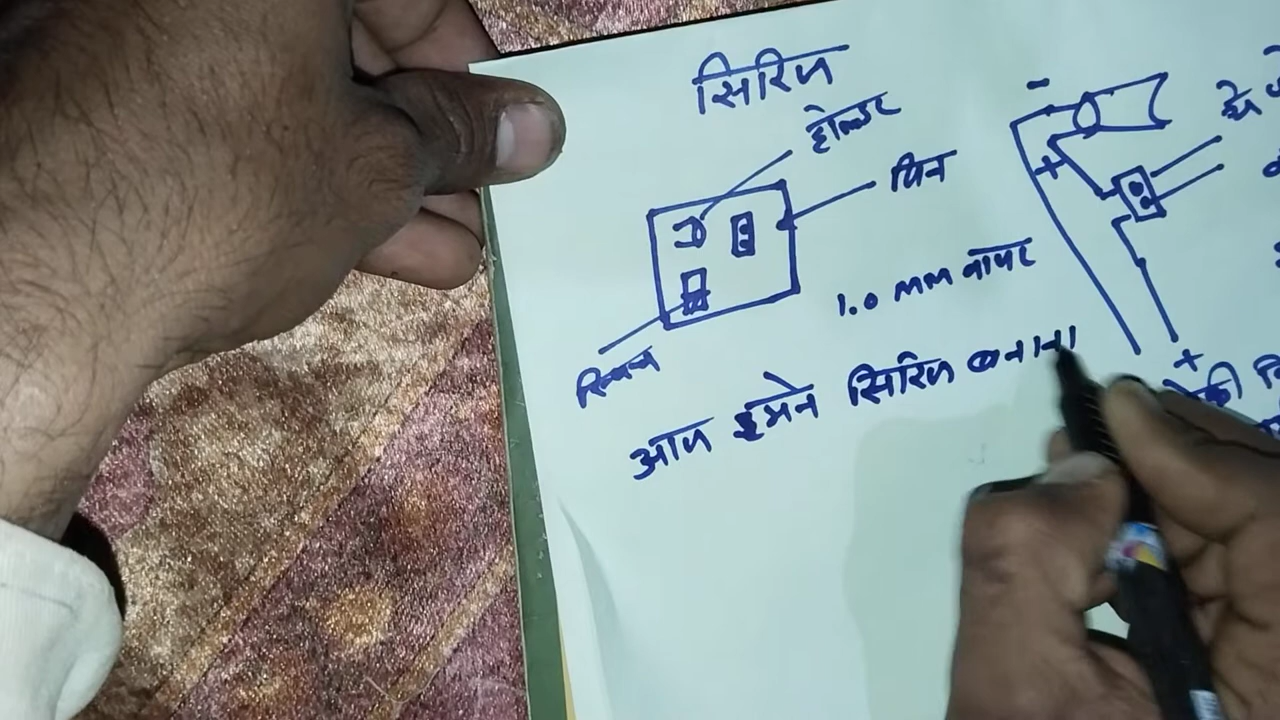 सिरिज
होल्डर
पिन
1.0 mm वायर
आज हमने सिरिज बनाना
-
+
+